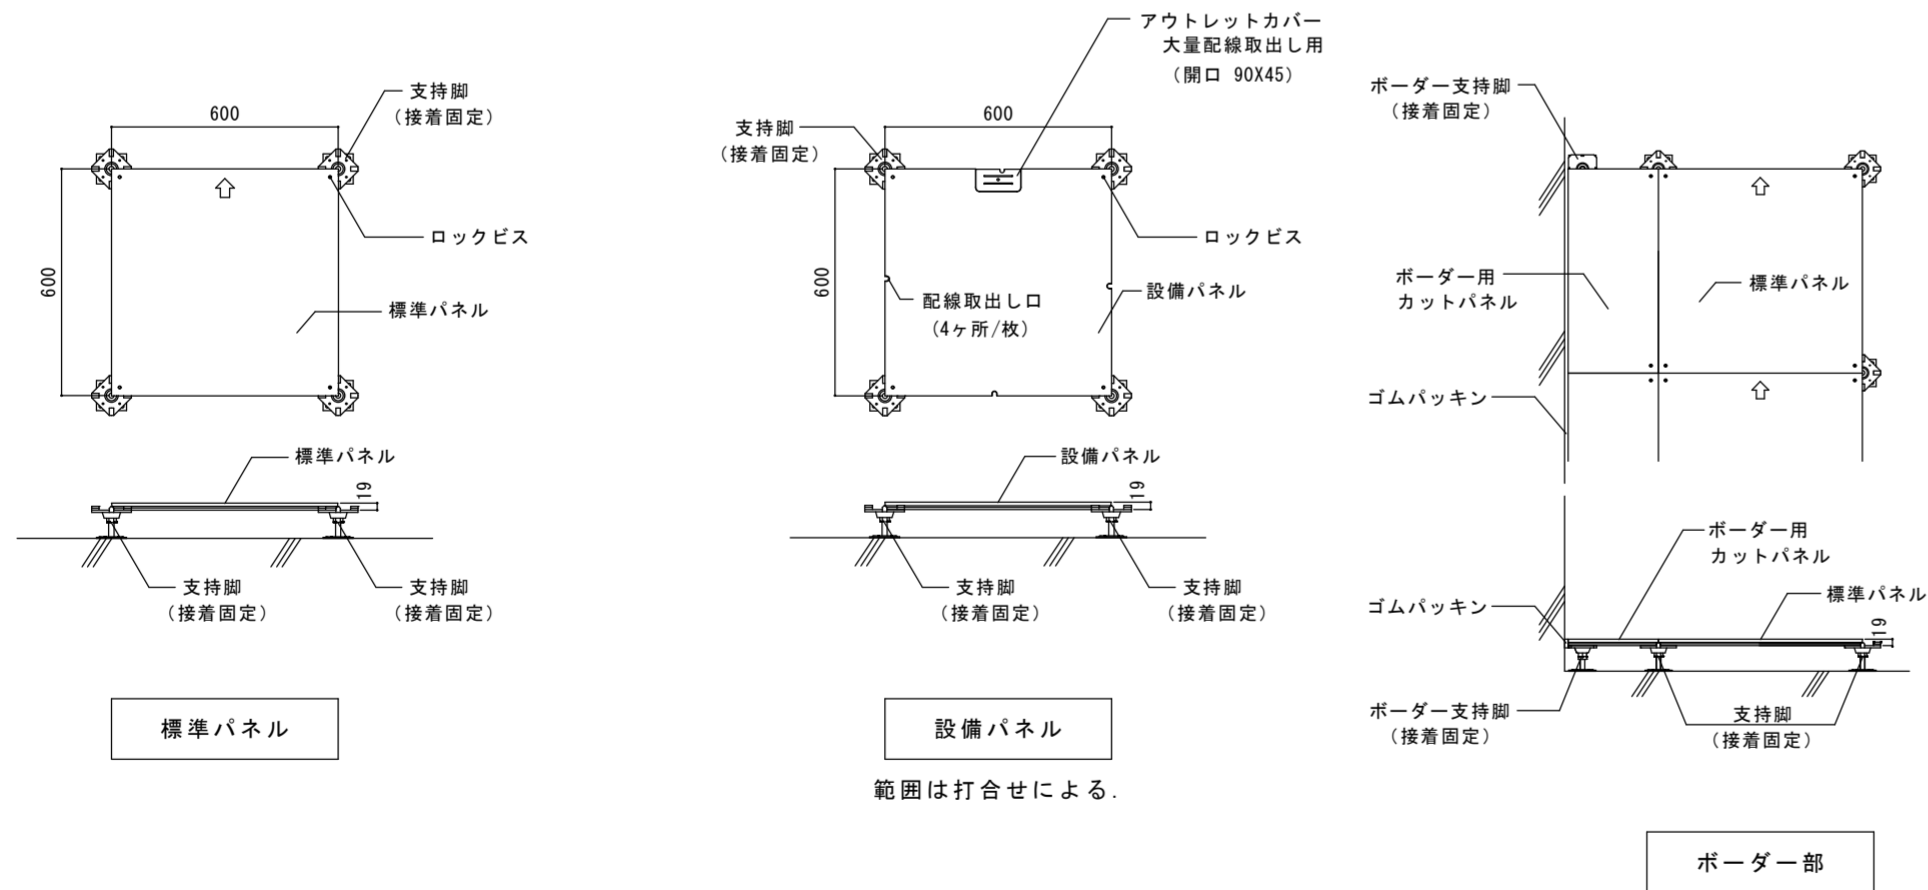 支持脚
(接着固定)
600
600
ロックビス
標準パネル
標準パネル
19
支持脚
(接着固定)
支持脚
(接着固定)
標準パネル
アウトレットカバー
大量配線取出し用
(開口 90X45)
支持脚
(接着固定)
600
600
ロックビス
配線取出し口
(4ヶ所/枚)
設備パネル
設備パネル
19
支持脚
(接着固定)
支持脚
(接着固定)
設備パネル
範囲は打合せによる.
ボーダー支持脚
(接着固定)
ボーダー用
カットパネル
標準パネル
ゴムパッキン
ボーダー用
カットパネル
標準パネル
ゴムパッキン
19
ボーダー支持脚
(接着固定)
支持脚
(接着固定)
ボーダー部